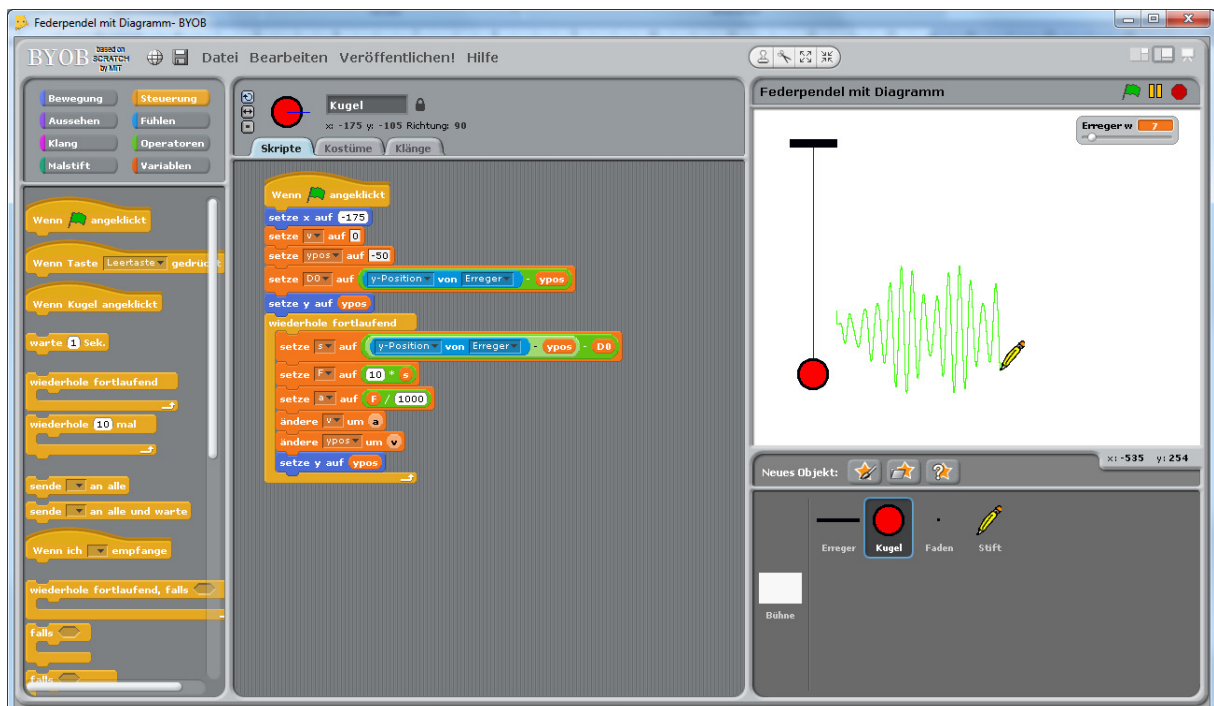 Federpendel mit Diagramm- BYOB
BYOB based on SCRATCH by MIT
Datei Bearbeiten Veröffentlichen! Hilfe
Bewegung Steuerung
Aussehen Fühlen
Klang Operatoren
Malstift Variablen
Wenn angeklickt
Wenn Taste Leertaste gedrückt
Wenn Kugel angeklickt
warte 1 Sek.
wiederhole fortlaufend
wiederhole 10 mal
sende an alle
sende an alle und warte
Wenn ich empfange
wiederhole fortlaufend, falls
falls
falls
Kugel
x: -175 y: -105 Richtung: 90
Skripte Kostüme Klänge
Wenn angeklickt
setze x auf -175
setze v auf 0
setze ypos auf -50
setze D0 auf y-Position von Erreger - ypos
setze y auf ypos
wiederhole fortlaufend
setze s auf y-Position von Erreger - ypos - D0
setze F auf 10 * s
setze a auf F / 1000
ändere v um a
ändere ypos um v
setze y auf ypos
Federpendel mit Diagramm
Erreger w 7
x: -535 y: 254
Neues Objekt:
Erreger Kugel Faden Stift
Bühne